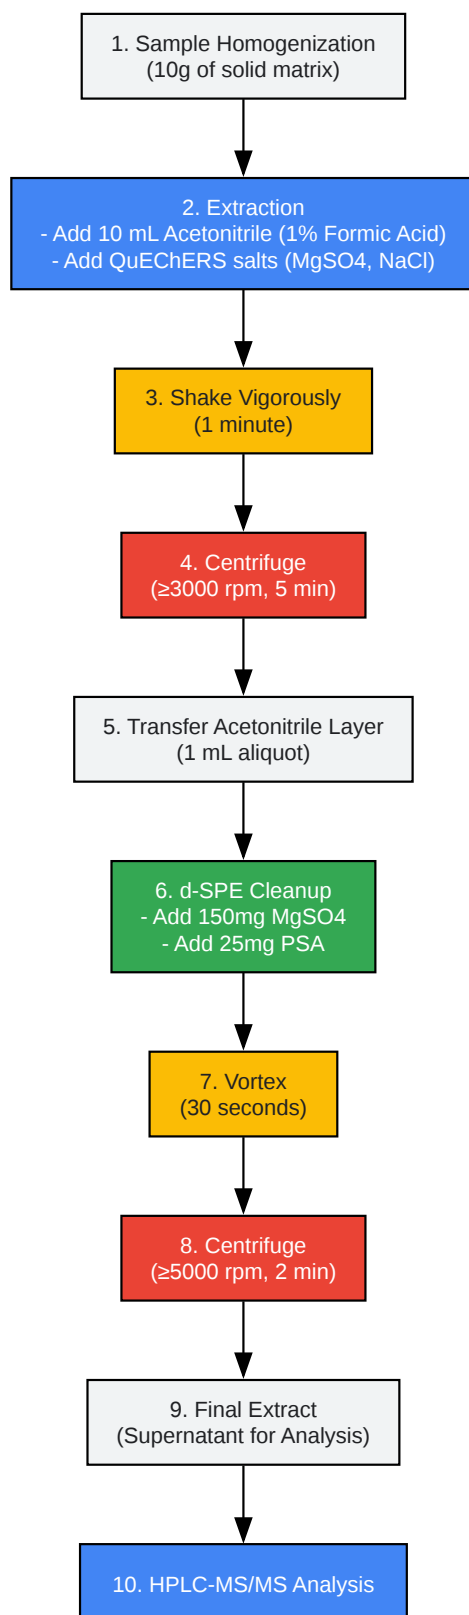 1. Sample Homogenization
(10g of solid matrix)
2. Extraction
- Add 10 mL Acetonitrile (1% Formic Acid)
- Add QuEChERS salts (MgSO4, NaCl)
3. Shake Vigorously
(1 minute)
4. Centrifuge
(≥3000 rpm, 5 min)
5. Transfer Acetonitrile Layer
(1 mL aliquot)
6. d-SPE Cleanup
- Add 150mg MgSO4
- Add 25mg PSA
7. Vortex
(30 seconds)
8. Centrifuge
(≥5000 rpm, 2 min)
9. Final Extract
(Supernatant for Analysis)
10. HPLC-MS/MS Analysis